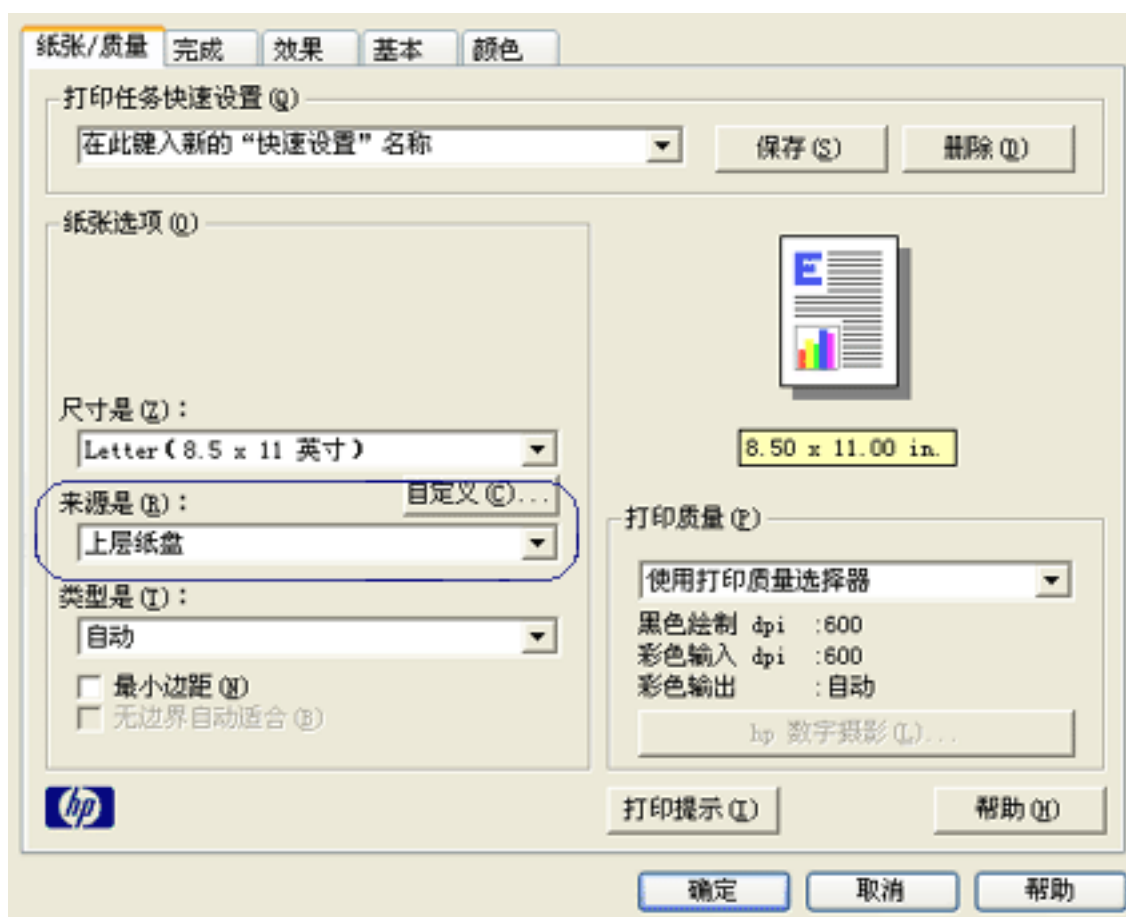 纸张/质量 完成 效果 基本 颜色
打印任务快速设置(Q)
在此键入新的“快速设置”名称
保存(S) 删除(D)
纸张选项(O)
E
尺寸是(Z)：
Letter(8.5 x 11 英寸)
8.50 x 11.00 in.
自定义(C)...
来源是(R)：
上层纸盘
打印质量(P)
使用打印质量选择器
类型是(T)：
自动
黑色绘制 dpi :600
彩色输入 dpi :600
彩色输出 :自动
最小边距(N)
无边界自动适合(B)
hp 数字摄影(L)...
hp
打印提示(I) 帮助(H)
确定 取消 帮助